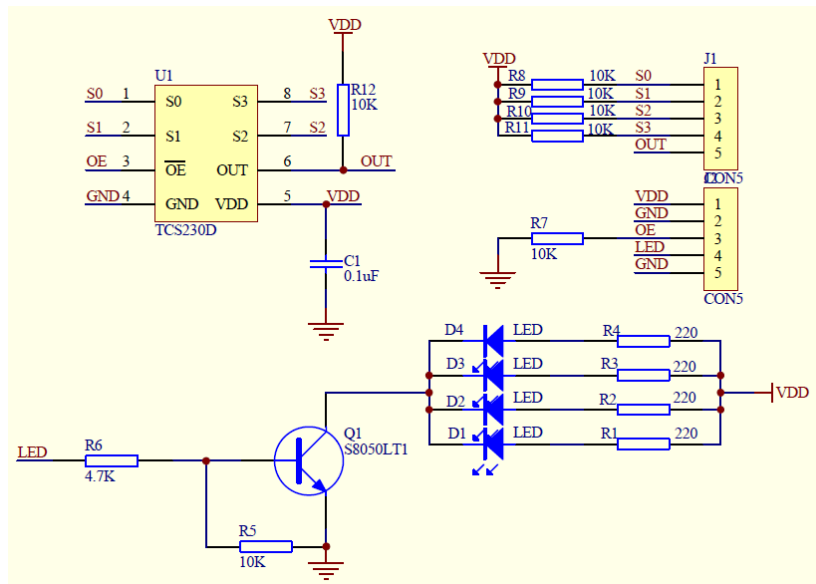 VDD
U1
S0 1 S0 S3 8 S3
S1 2 S1 S2 7 S2
OE 3 OE OUT 6 OUT
GND 4 GND VDD 5 VDD
TCS230D
R12
10K
C1
0.1uF
VDD
J1
R8 10K S0 1
R9 10K S1 2
R10 10K S2 3
R11 10K S3 4
OUT 5
CON5
VDD 1
GND 2
R7 OE 3
10K LED 4
GND 5
CON5
D4 LED R4 220
D3 LED R3 220
D2 LED R2 220
D1 LED R1 220
VDD
LED R6
4.7K
Q1
S8050LT1
R5
10K